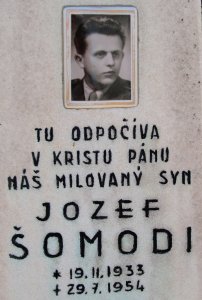 TU ODPOČÍVA
V KRISTU PÁNU
NÁŠ MILOVANÝ SYN
JOZEF
ŠOMODI
* 19.11.1933
+ 29.7.1954